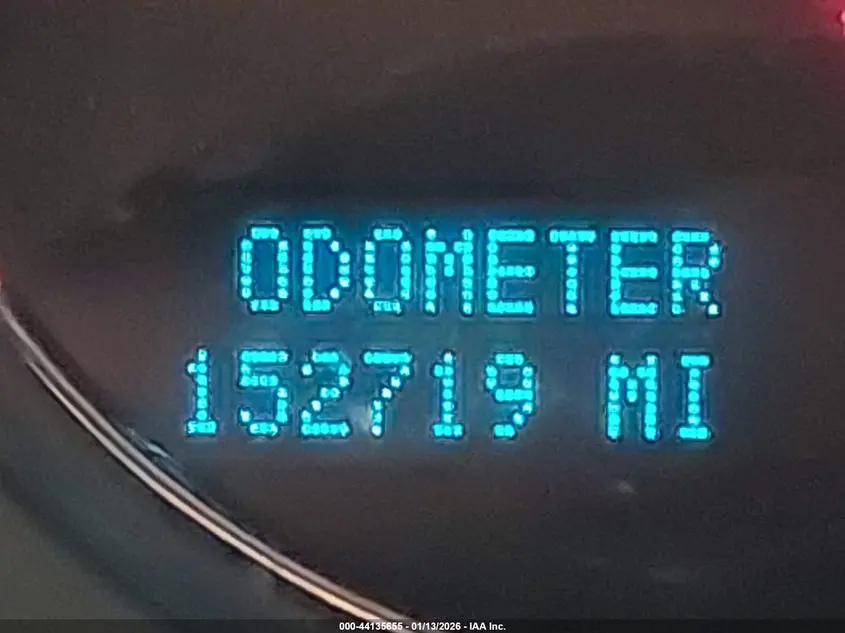 ODOMETER
152719 MI
000-44135655 - 01/13/2026 - IAA Inc.